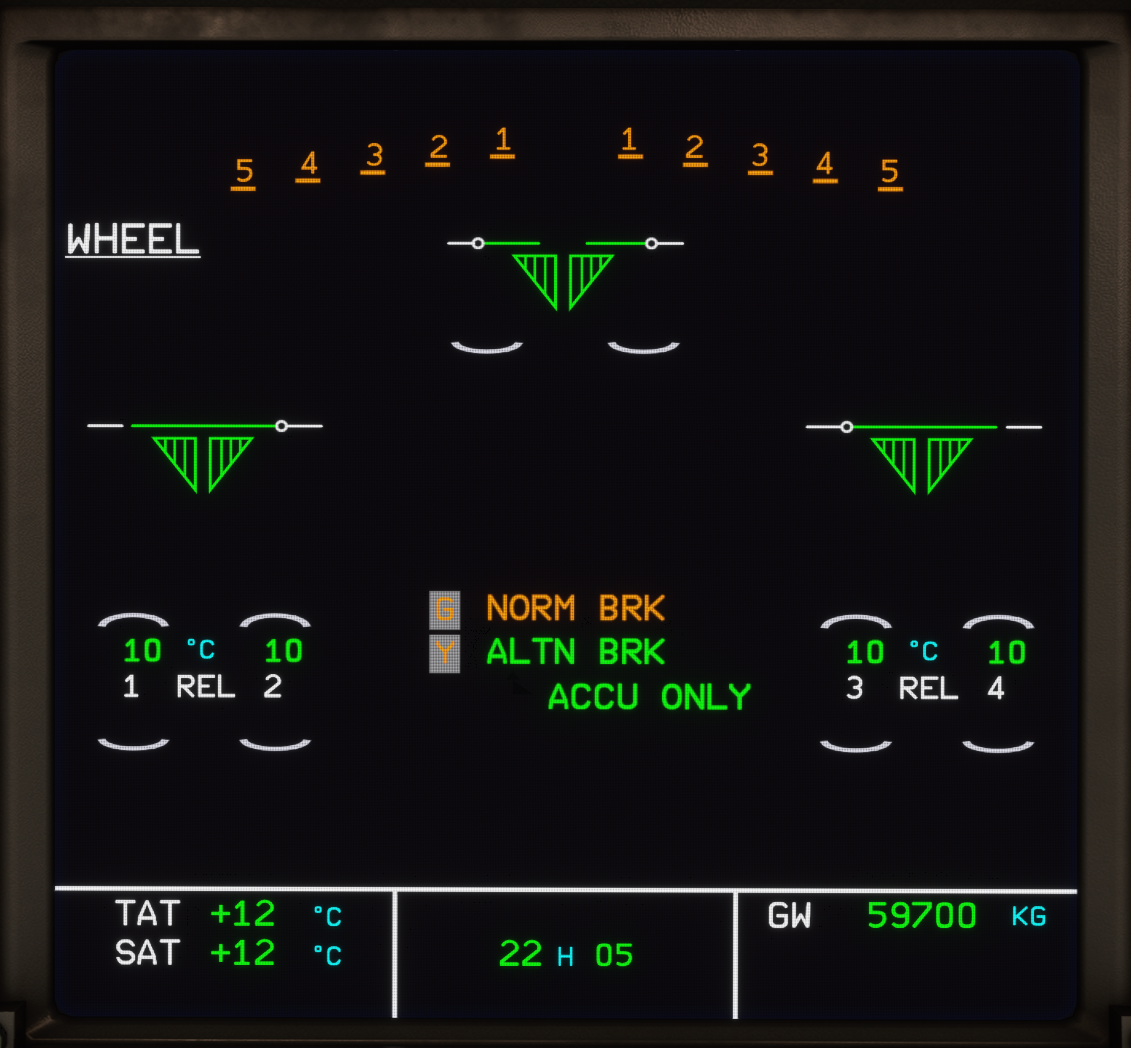 5 4 3 2 1 1 2 3 4 5
WHEEL
G NORM BRK
Y ALTN BRK
ACCU ONLY
10 °C 10
1 REL 2
10 °C 10
3 REL 4
TAT +12 °C
SAT +12 °C
22 H 05
GW 59700 KG